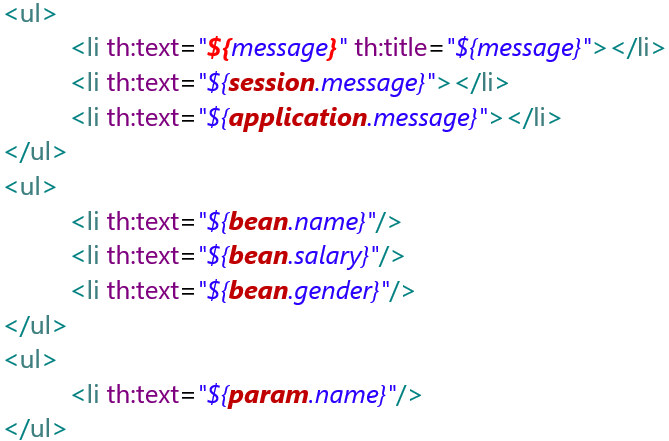 <ul>
<li th:text="${message}" th:title="${message}"></li>
<li th:text="${session.message}"></li>
<li th:text="${application.message}"></li>
</ul>
<ul>
<li th:text="${bean.name}"/>
<li th:text="${bean.salary}"/>
<li th:text="${bean.gender}"/>
</ul>
<ul>
<li th:text="${param.name}"/>
</ul>